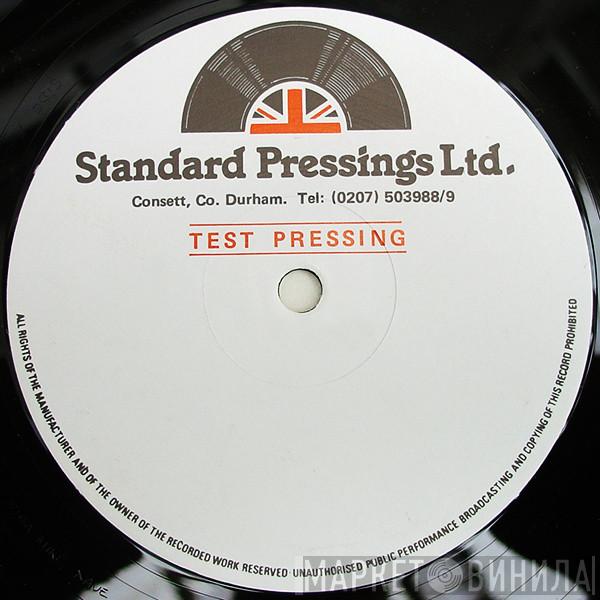 Standard Pressings Ltd.
Consett, Co. Durham. Tel: (0207) 503988/9
TEST PRESSING
ALL RIGHTS OF THE MANUFACTURER AND OF THE OWNER OF THE RECORDED WORK RESERVED UNAUTHORISED PUBLIC PERFORMANCE BROADCASTING AND COPYING OF THIS RECORD PROHIBITED
МАРКЕТ ВИНИЛА